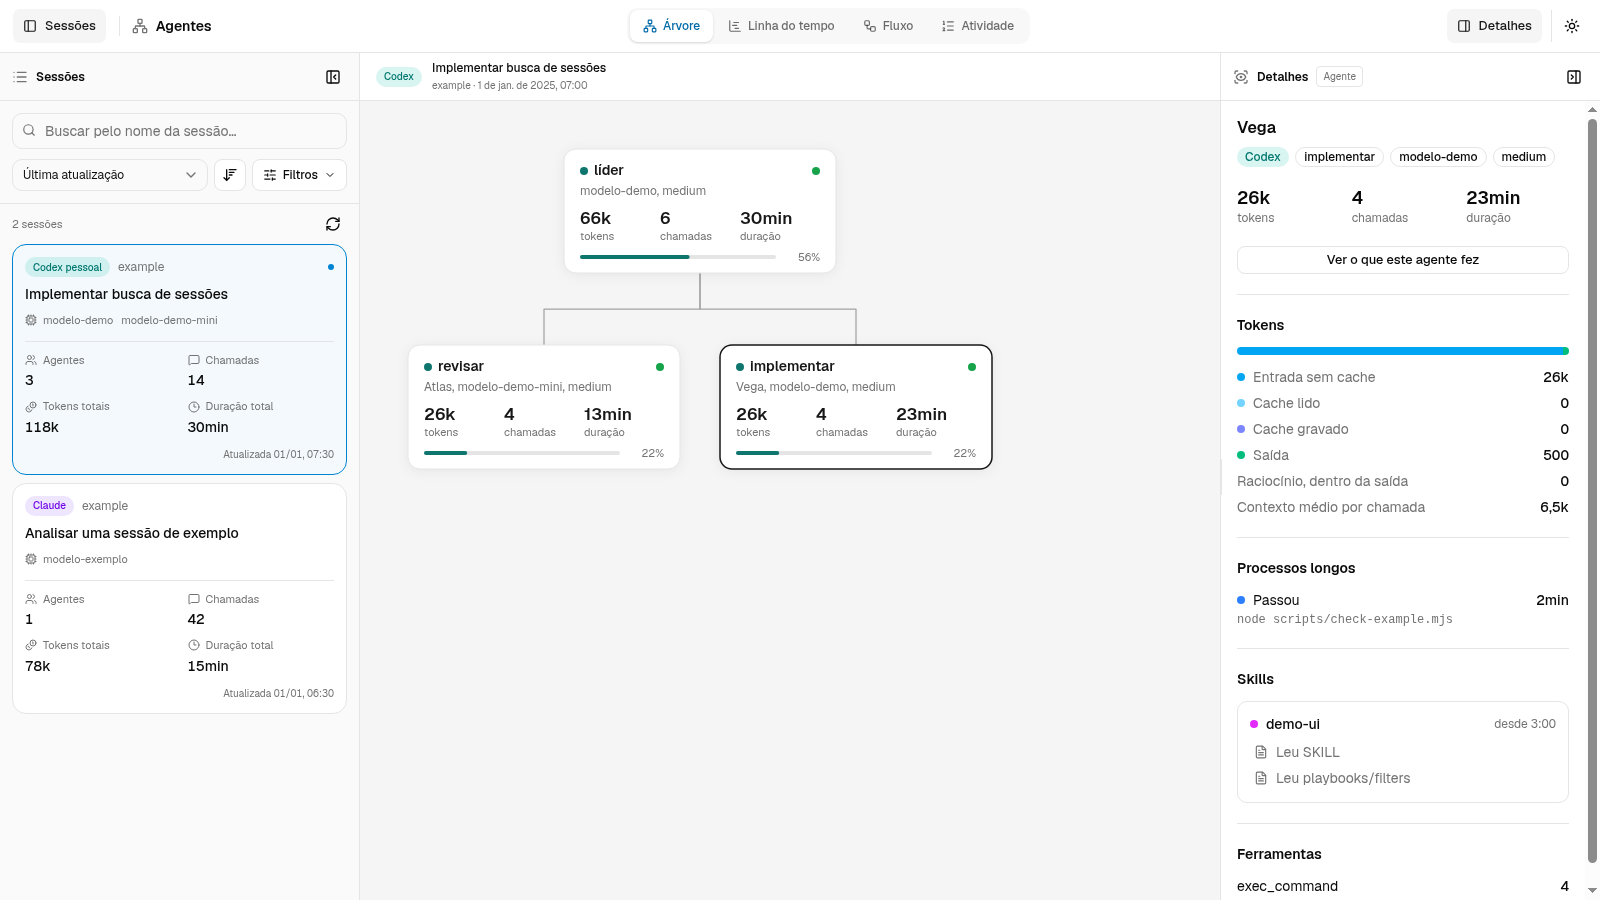 Sessões
Agentes
Árvore
Linha do tempo
Fluxo
Atividade
Detalhes
Sessões
Buscar pelo nome da sessão...
Última atualização
Filtros
2 sessões
Codex pessoal
example
Implementar busca de sessões
modelo-demo modelo-demo-mini
Agentes
Chamadas
3
14
Tokens totais
Duração total
118k
30min
Atualizada 01/01, 07:30
Claude
example
Analisar uma sessão de exemplo
modelo-exemplo
Agentes
Chamadas
1
42
Tokens totais
Duração total
78k
15min
Atualizada 01/01, 06:30
Codex
Implementar busca de sessões
example · 1 de jan. de 2025, 07:00
líder
modelo-demo, medium
66k
6
30min
tokens
chamadas
duração
56%
revisar
Atlas, modelo-demo-mini, medium
26k
4
13min
tokens
chamadas
duração
22%
implementar
Vega, modelo-demo, medium
26k
4
23min
tokens
chamadas
duração
22%
Detalhes
Agente
Vega
Codex
implementar
modelo-demo
medium
26k
4
23min
tokens
chamadas
duração
Ver o que este agente fez
Tokens
Entrada sem cache 26k
Cache lido 0
Cache gravado 0
Saída 500
Raciocínio, dentro da saída 0
Contexto médio por chamada 6,5k
Processos longos
Passou 2min
node scripts/check-example.mjs
Skills
demo-ui desde 3:00
Leu SKILL
Leu playbooks/filters
Ferramentas
exec_command 4